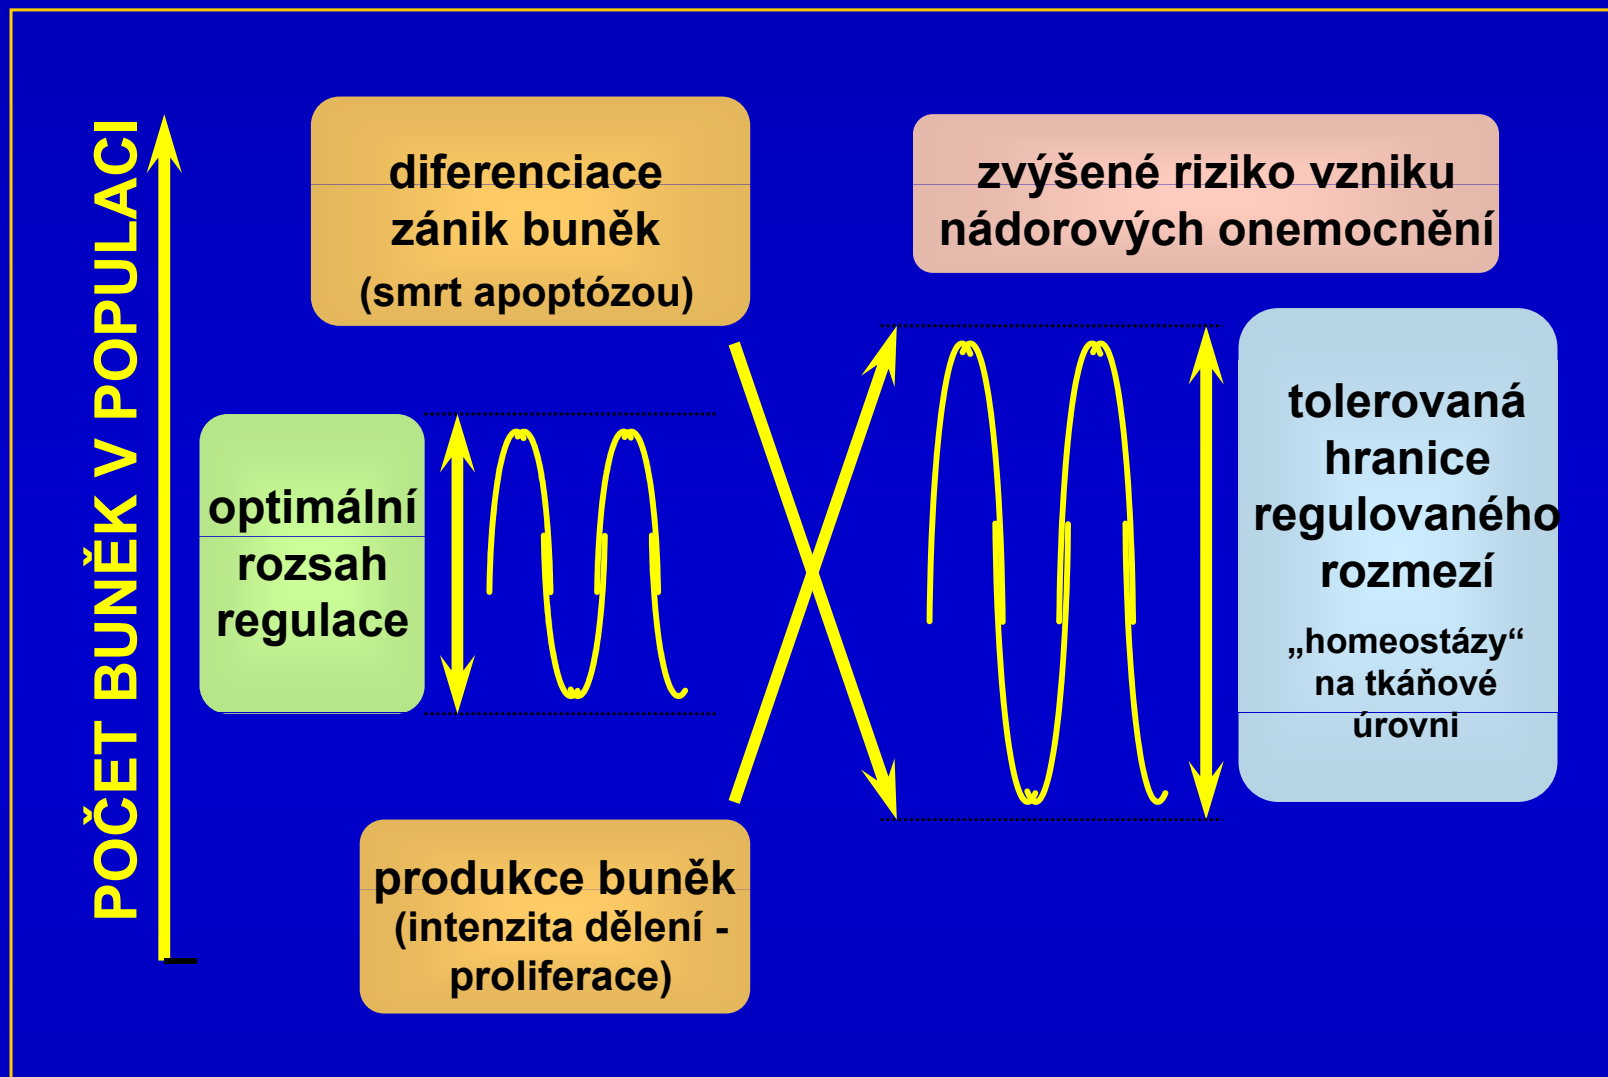 POČET BUNĚK V POPULACI
diferenciace
zánik buněk
(smrt apoptózou)
zvýšené riziko vzniku
nádorových onemocnění
optimální
rozsah
regulace
tolerovaná
hranice
regulovaného
rozmezí
„homeostázy“
na tkáňové
úrovni
produkce buněk
(intenzita dělení -
proliferace)